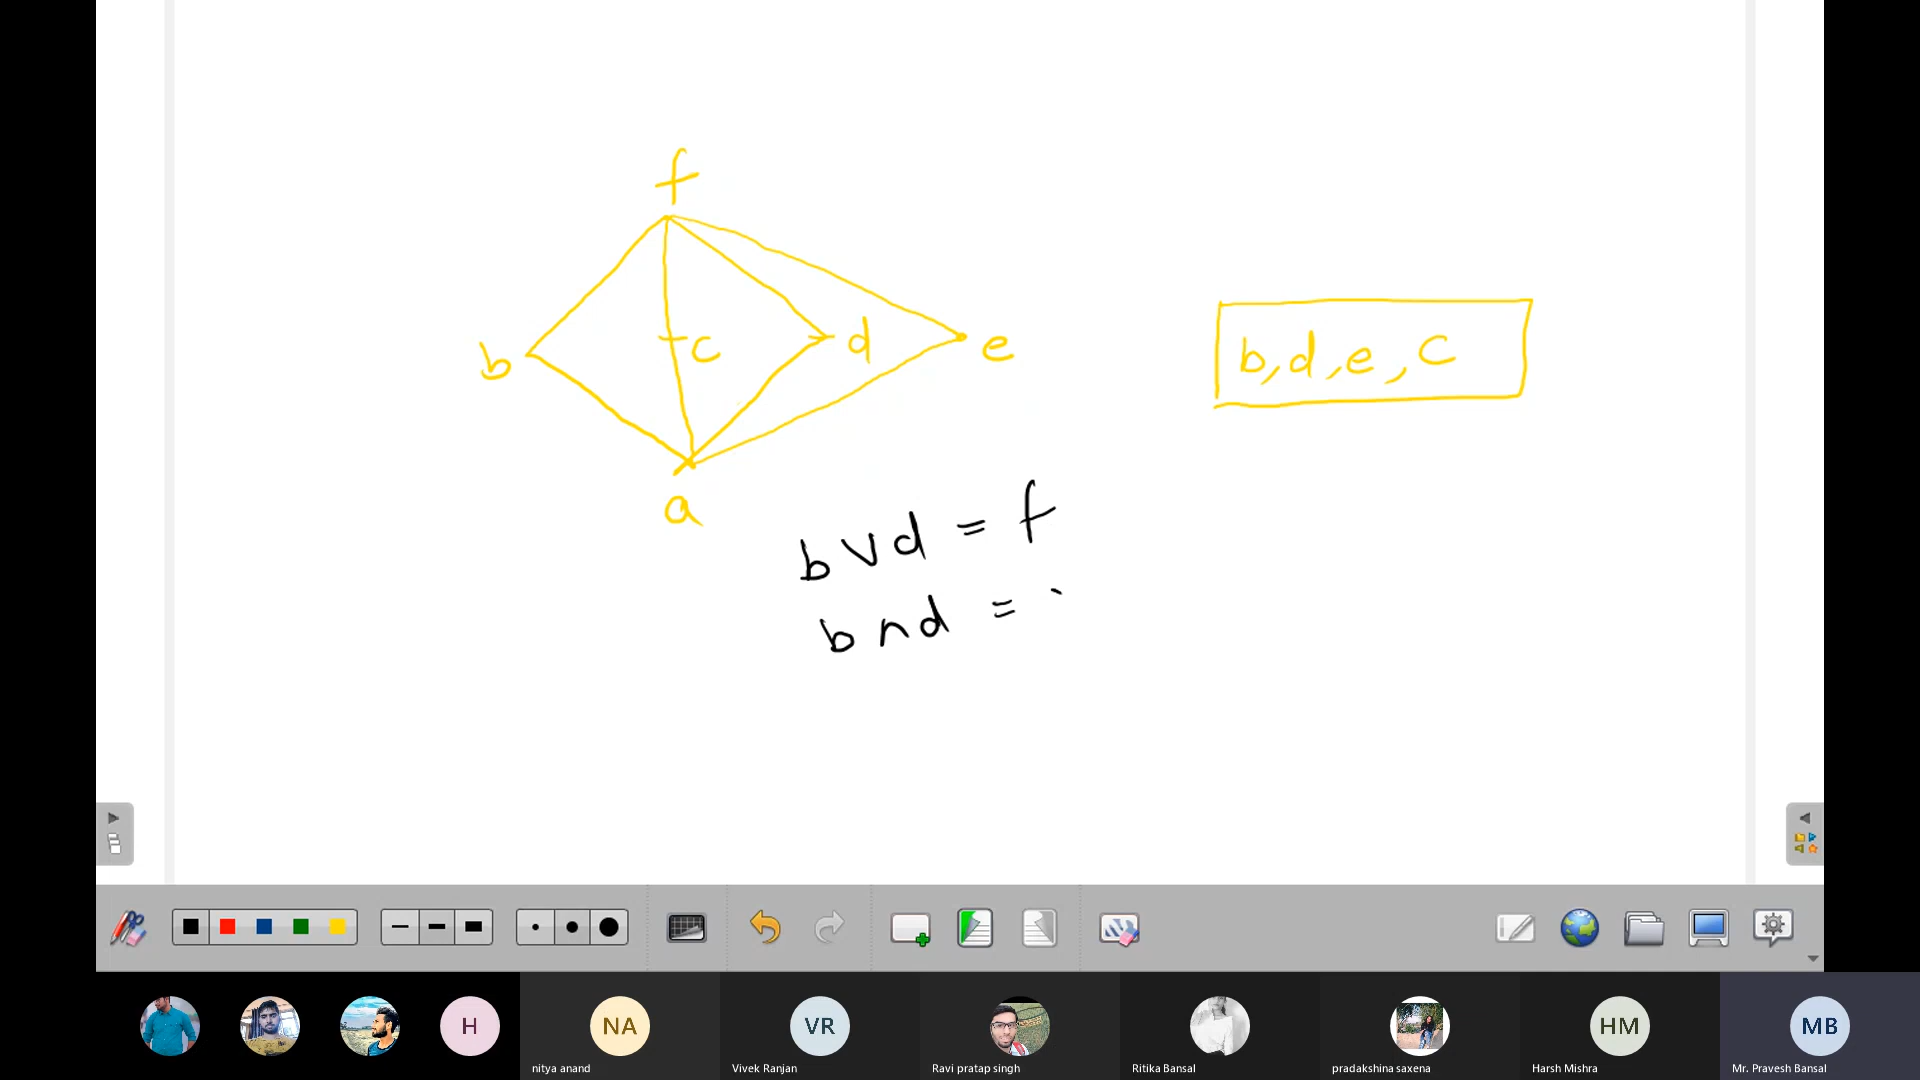 f
b
c
d
e
b,d,e,c
a
b v d = f
b n d =
H
NA
VR
HM
MB
nitya anand
Vivek Ranjan
Ravi pratap singh
Ritika Bansal
pradakshina saxena
Harsh Mishra
Mr. Pravesh Bansal